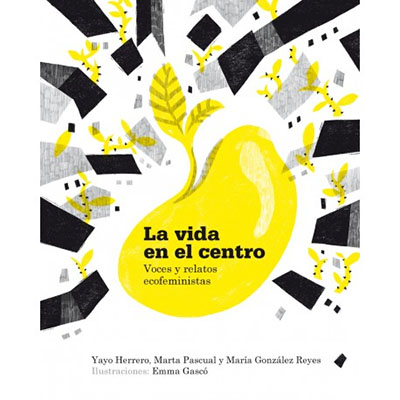 La vida
en el centro
Voces y relatos
ecofeministas
Yayo Herrero, Marta Pascual y María González Reyes
Ilustraciones: Emma Gascó